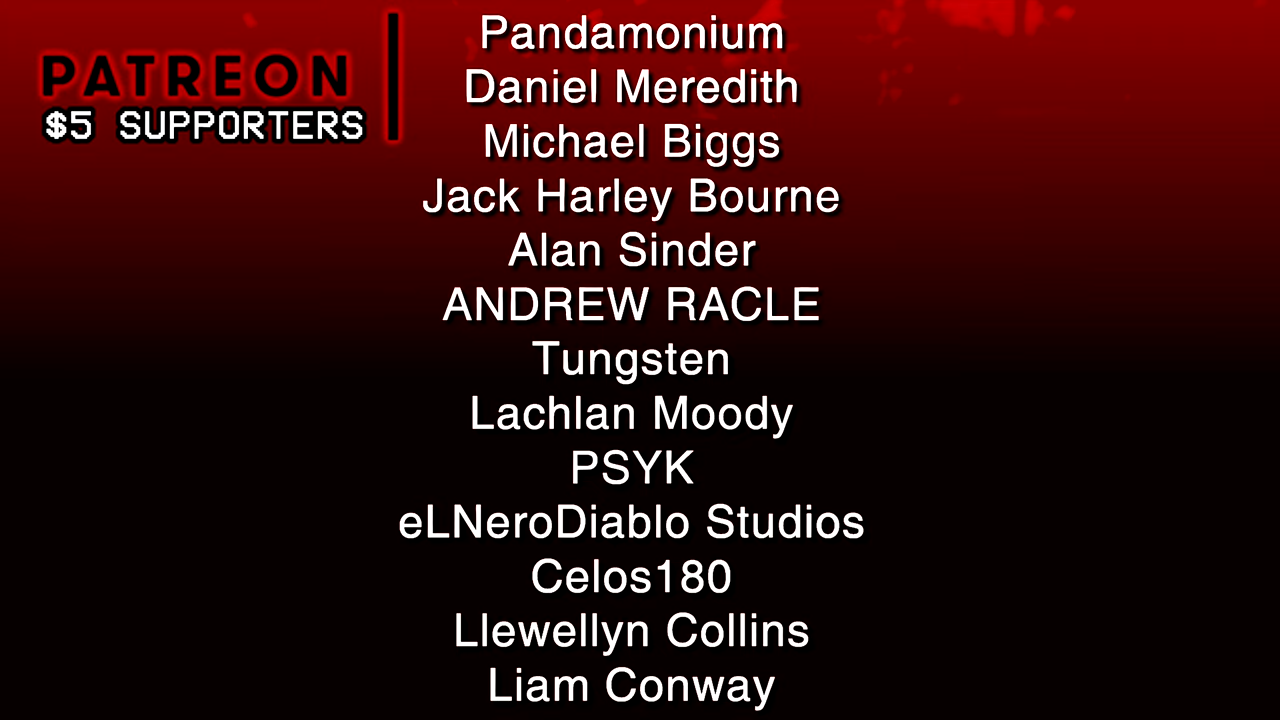 PATREON
$5 SUPPORTERS
Pandamonium
Daniel Meredith
Michael Biggs
Jack Harley Bourne
Alan Sinder
ANDREW RACLE
Tungsten
Lachlan Moody
PSYK
eLNeroDiablo Studios
Celos180
Llewellyn Collins
Liam Conway